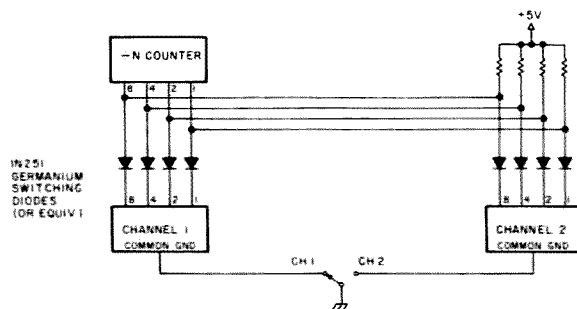 +5V
−N COUNTER
8 4 2 1
IN251
GERMANIUM
SWITCHING
DIODES
(OR EQUIV)
8 4 2 1
CHANNEL 1
COMMON GND
8 4 2 1
CHANNEL 2
COMMON GND
CH 1
CH 2